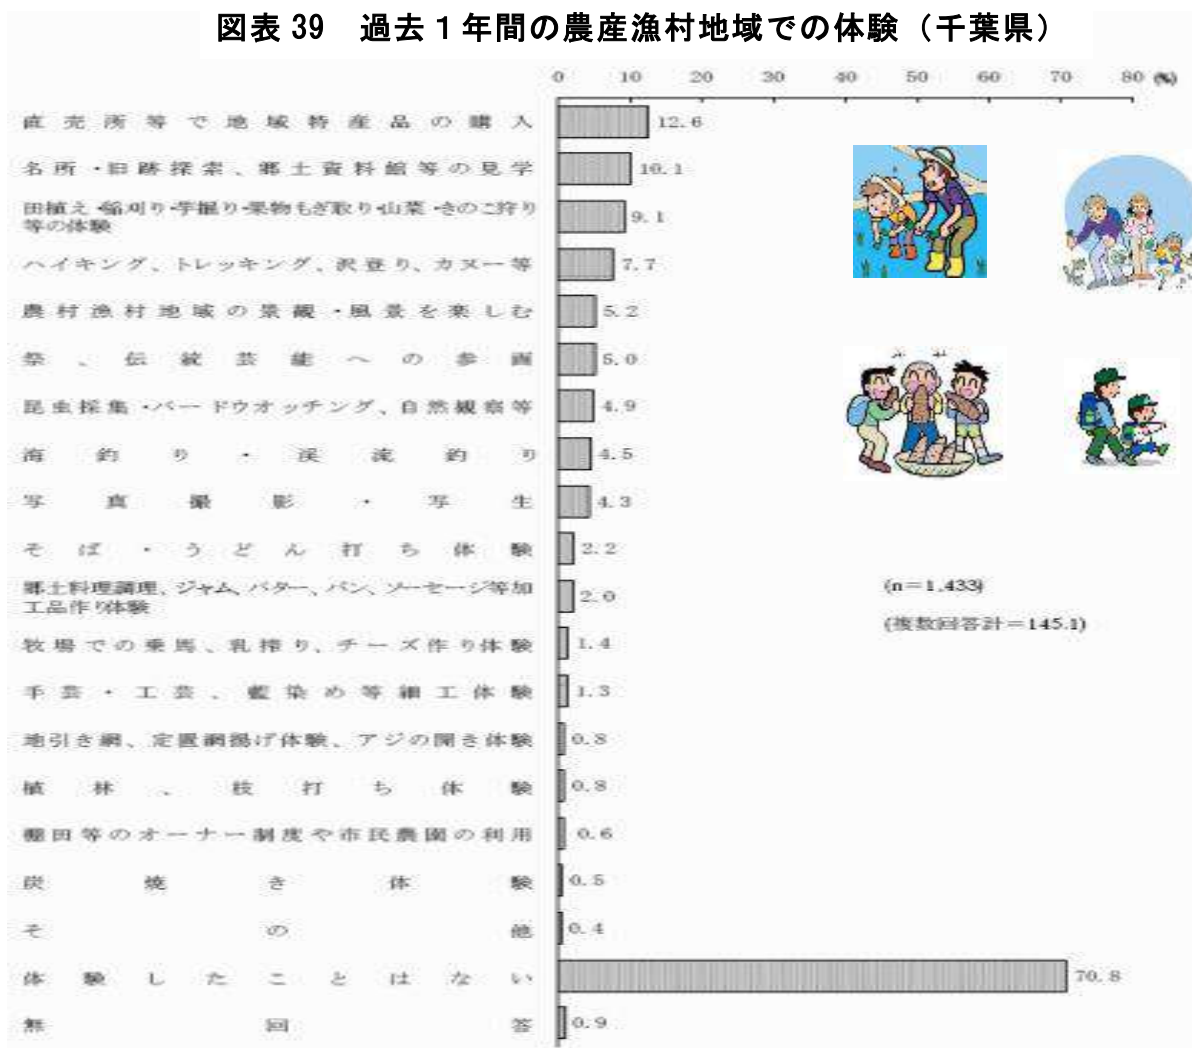 図表 39　過去１年間の農産漁村地域での体験（千葉県）
0 10 20 30 40 50 60 70 80 (%)
直売所等で地域特産品の購入 12.6
名所・旧跡探索、郷土資料館等の見学 10.1
田植え・稲刈り・芋掘り・果物もぎ取り・山菜・きのこ狩り
等の体験 9.1
ハイキング、トレッキング、沢登り、カヌー等 7.7
農村漁村地域の景観・風景を楽しむ 5.2
祭、伝統芸能への参画 5.0
昆虫採集・バードウオッチング、自然観察等 4.9
海釣り・渓流釣り 4.5
写真撮影・写生 4.3
そば・うどん打ち体験 2.2
郷土料理調理、ジャム、バター、パン、ソーセージ等加
工品作り体験 2.0
牧場での乗馬、乳搾り、チーズ作り体験 1.4
手芸・工芸、藍染め等細工体験 1.3
地引き網、定置網揚げ体験、アジの開き体験 0.8
植林、枝打ち体験 0.8
棚田等のオーナー制度や市民農園の利用 0.6
炭焼き体験 0.5
その他 0.4
体験したことはない 70.8
無回答 0.9
(n＝1,433)
(複数回答計＝145.1)